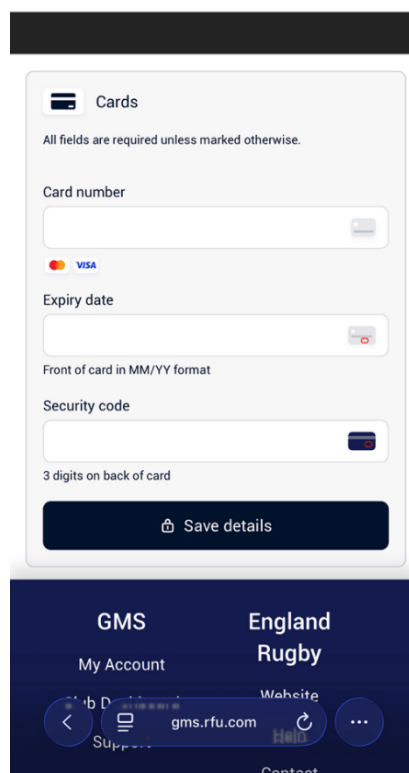 Cards
All fields are required unless marked otherwise.
Card number
VISA
Expiry date
Front of card in MM/YY format
Security code
3 digits on back of card
Save details
GMS
England
Rugby
My Account
Website
gms.rfu.com
Support
Help
Contact